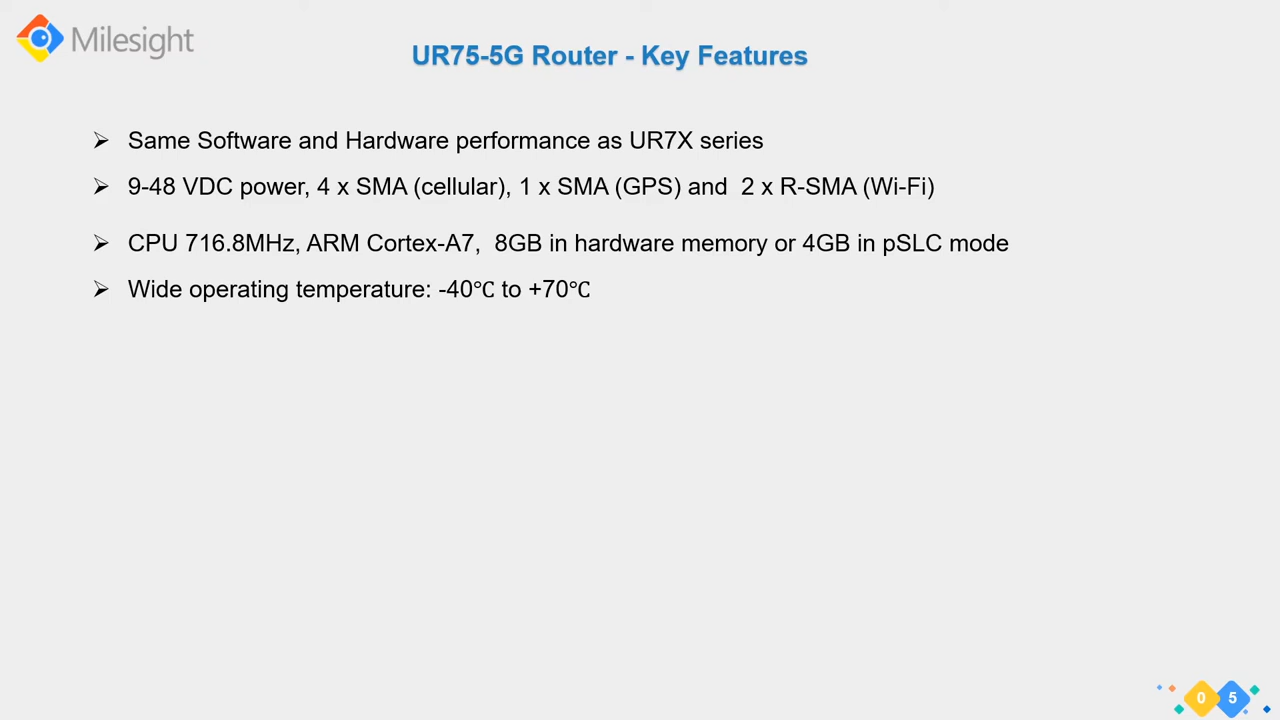 Milesight
UR75-5G Router - Key Features
➢ Same Software and Hardware performance as UR7X series
➢ 9-48 VDC power, 4 x SMA (cellular), 1 x SMA (GPS) and 2 x R-SMA (Wi-Fi)
➢ CPU 716.8MHz, ARM Cortex-A7, 8GB in hardware memory or 4GB in pSLC mode
➢ Wide operating temperature: -40℃ to +70℃
0 5